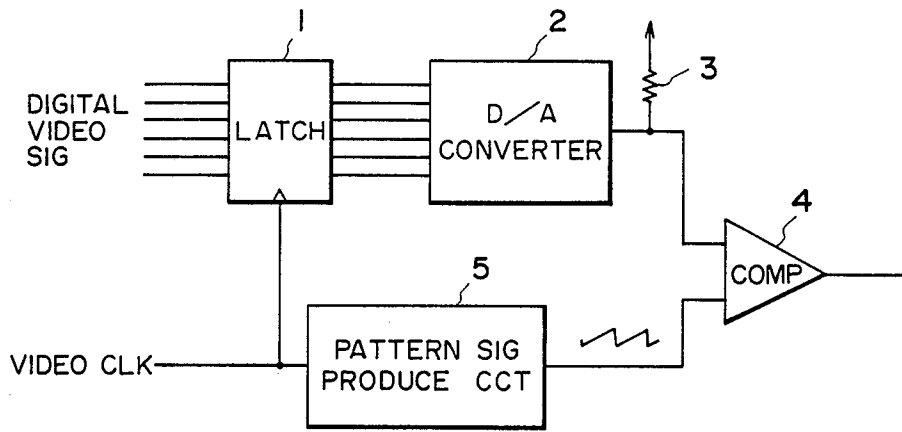 1
2
3
DIGITAL
VIDEO
SIG
LATCH
D/A
CONVERTER
4
COMP
5
VIDEO CLK
PATTERN SIG
PRODUCE CCT